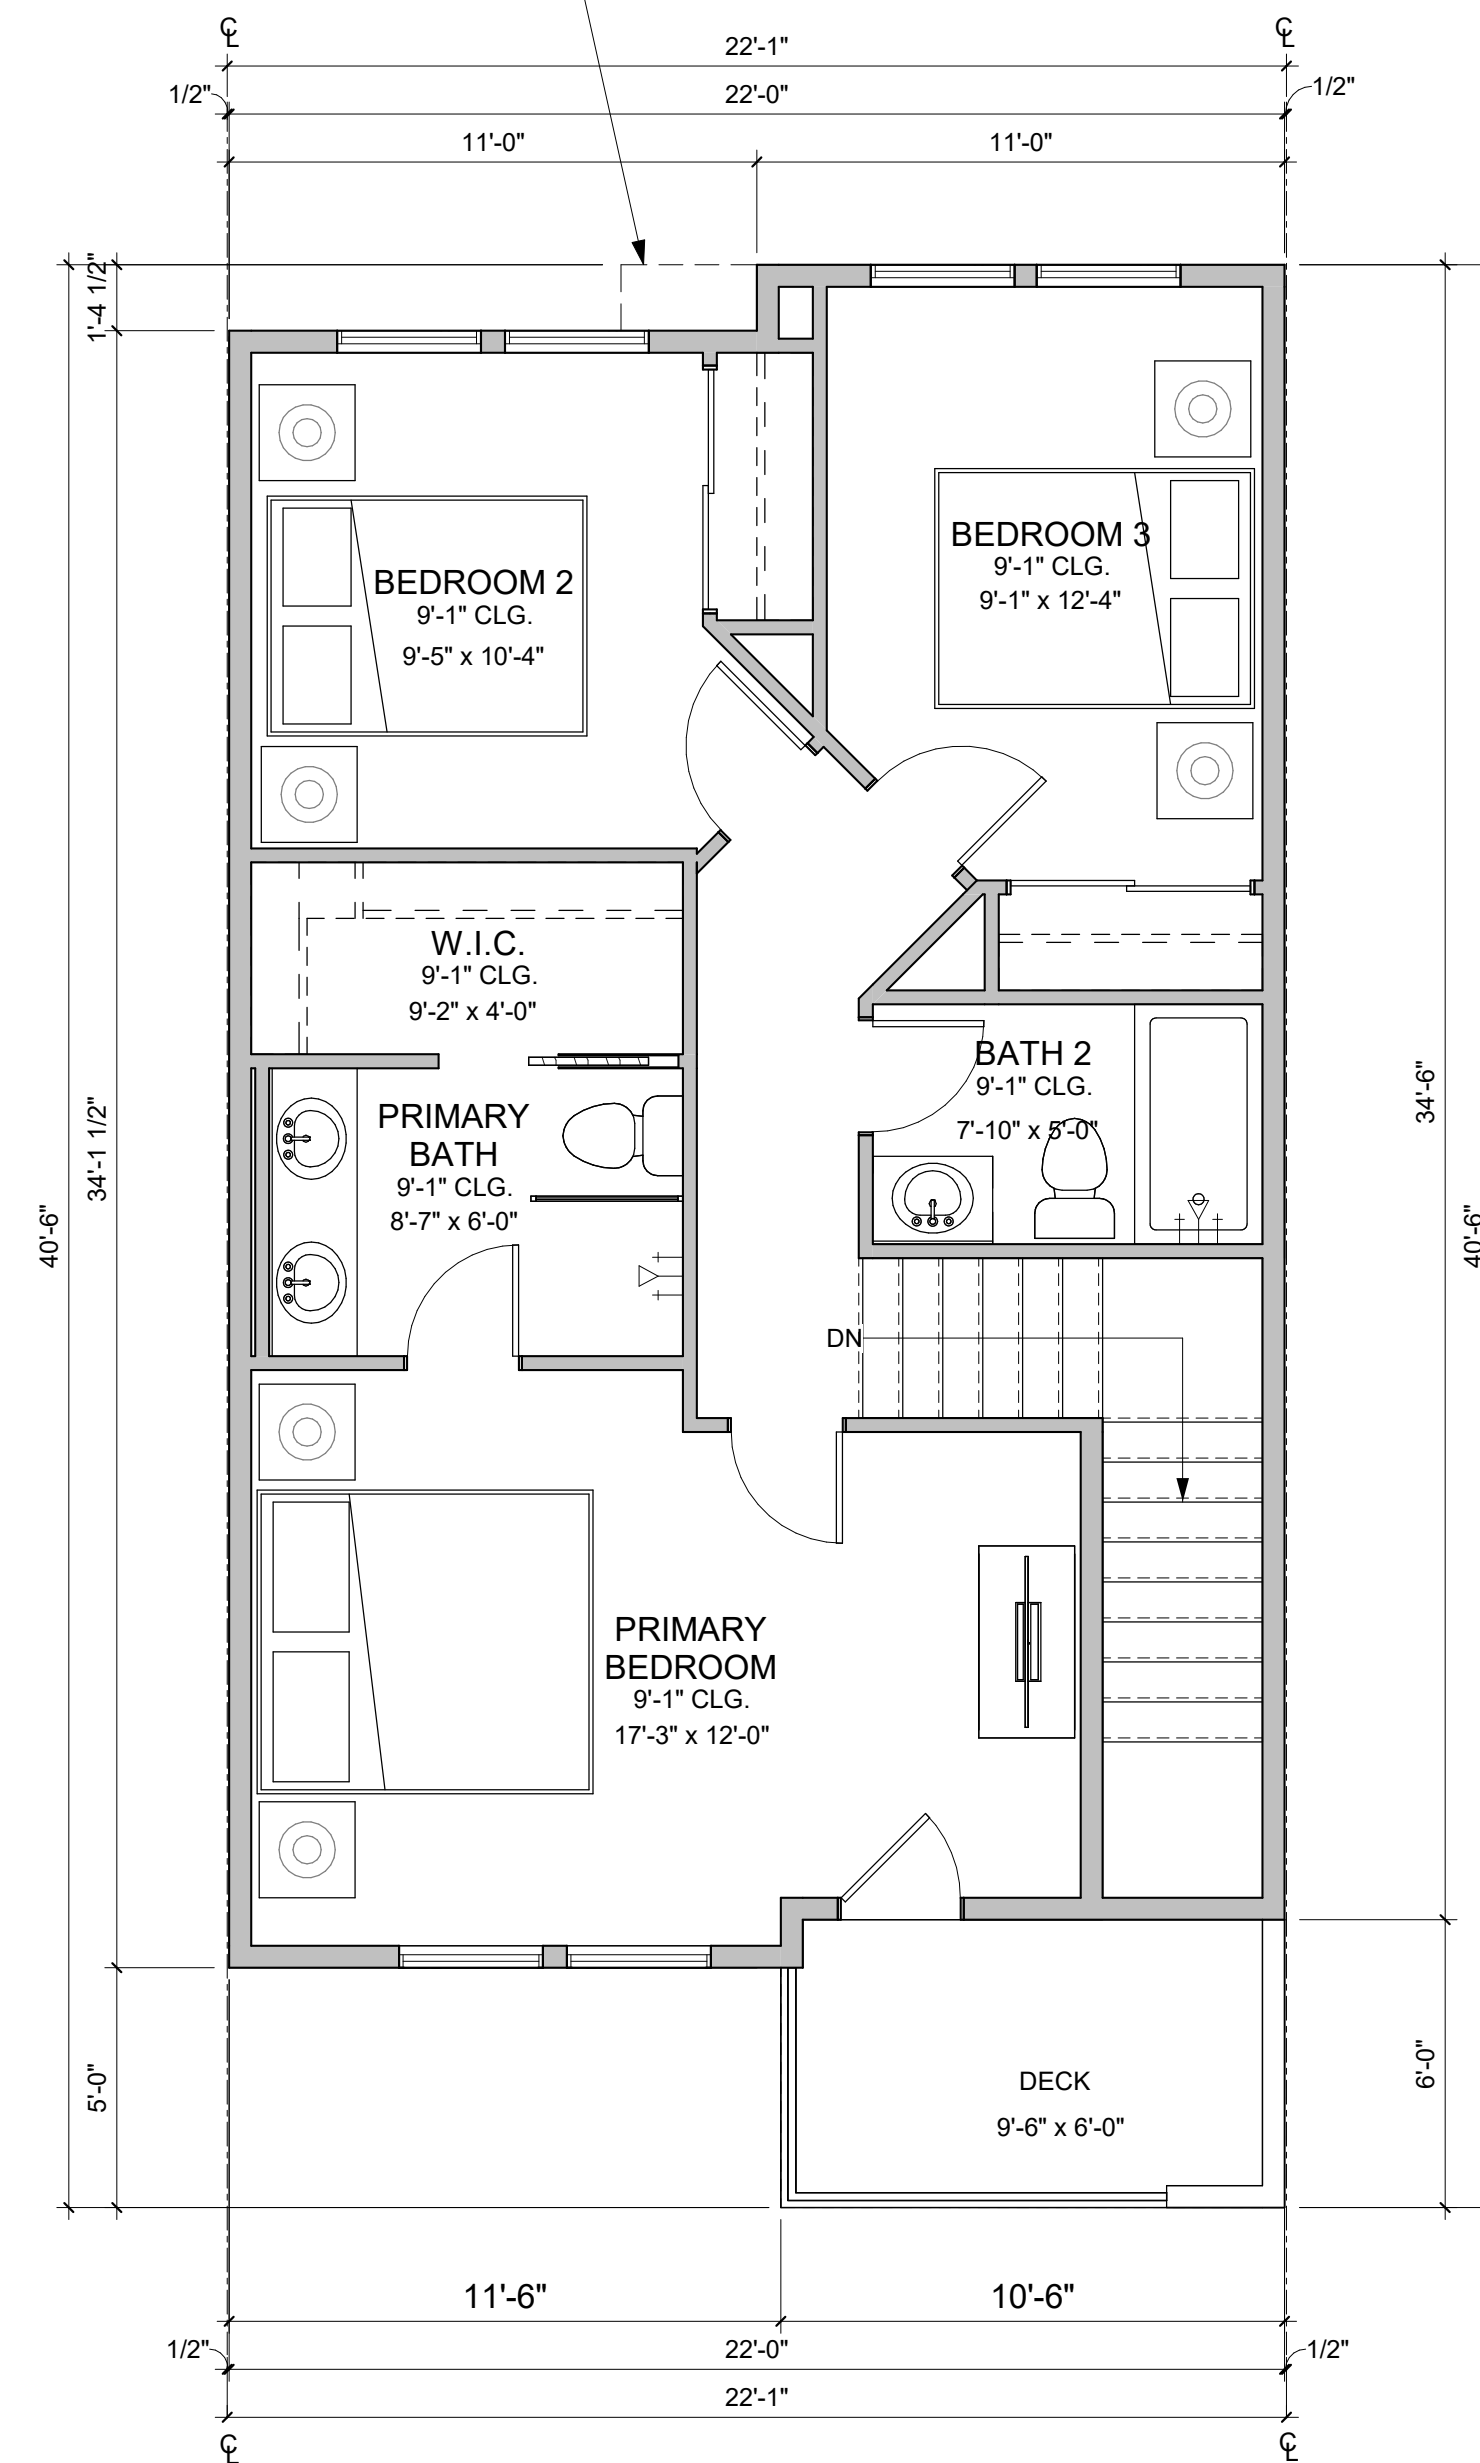 ℄ ℄
22'-1"
1/2" 22'-0" 1/2"
11'-0" 11'-0"
1'-4 1/2"
BEDROOM 3
9'-1" CLG.
9'-1" x 12'-4"
BEDROOM 2
9'-1" CLG.
9'-5" x 10'-4"
W.I.C.
9'-1" CLG.
9'-2" x 4'-0"
BATH 2
9'-1" CLG.
7'-10" x 5'-0"
PRIMARY
BATH
9'-1" CLG.
8'-7" x 6'-0"
34'-1 1/2"
34'-6"
40'-6"
40'-6"
DN
PRIMARY
BEDROOM
9'-1" CLG.
17'-3" x 12'-0"
5'-0"
6'-0"
DECK
9'-6" x 6'-0"
11'-6" 10'-6"
1/2" 22'-0" 1/2"
22'-1"
℄ ℄